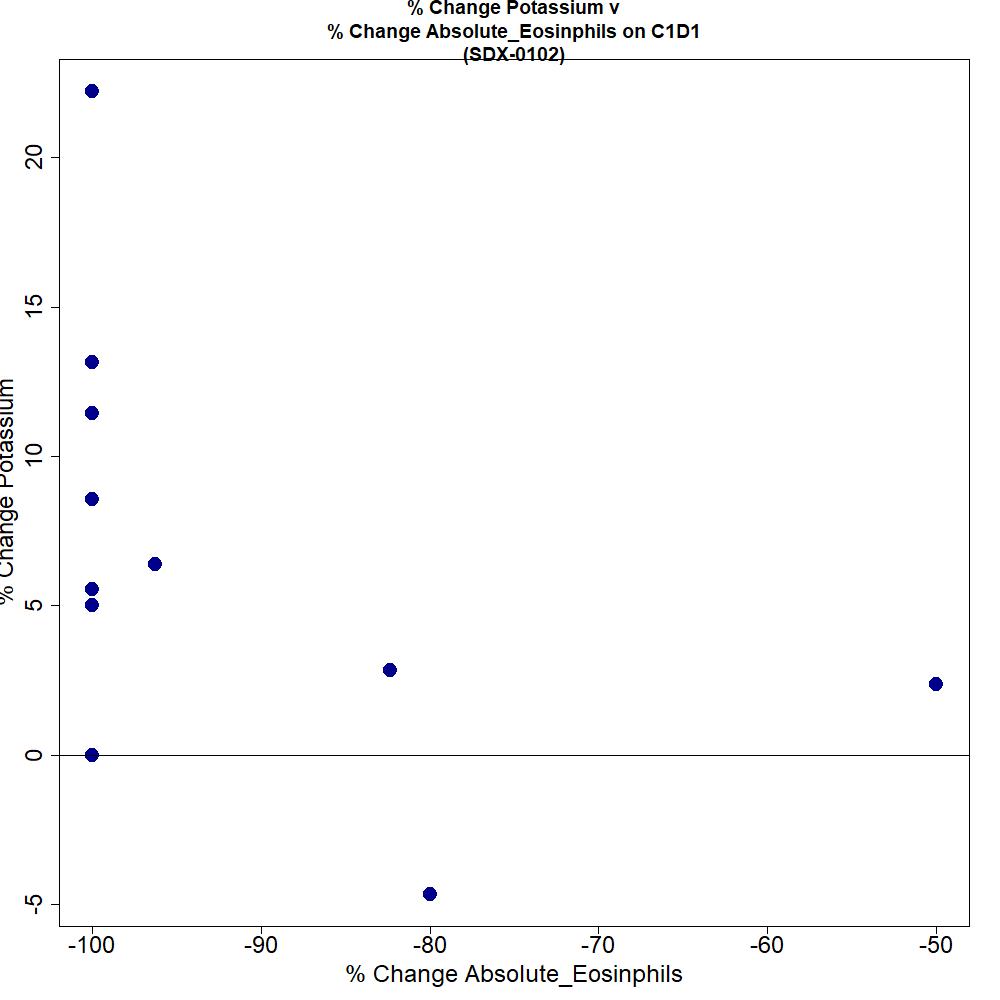 % Change Potassium v
% Change Absolute_Eosinphils on C1D1
(SDX-0102)
% Change Potassium
20
15
10
5
0
-5
-100 -90 -80 -70 -60 -50
% Change Absolute_Eosinphils